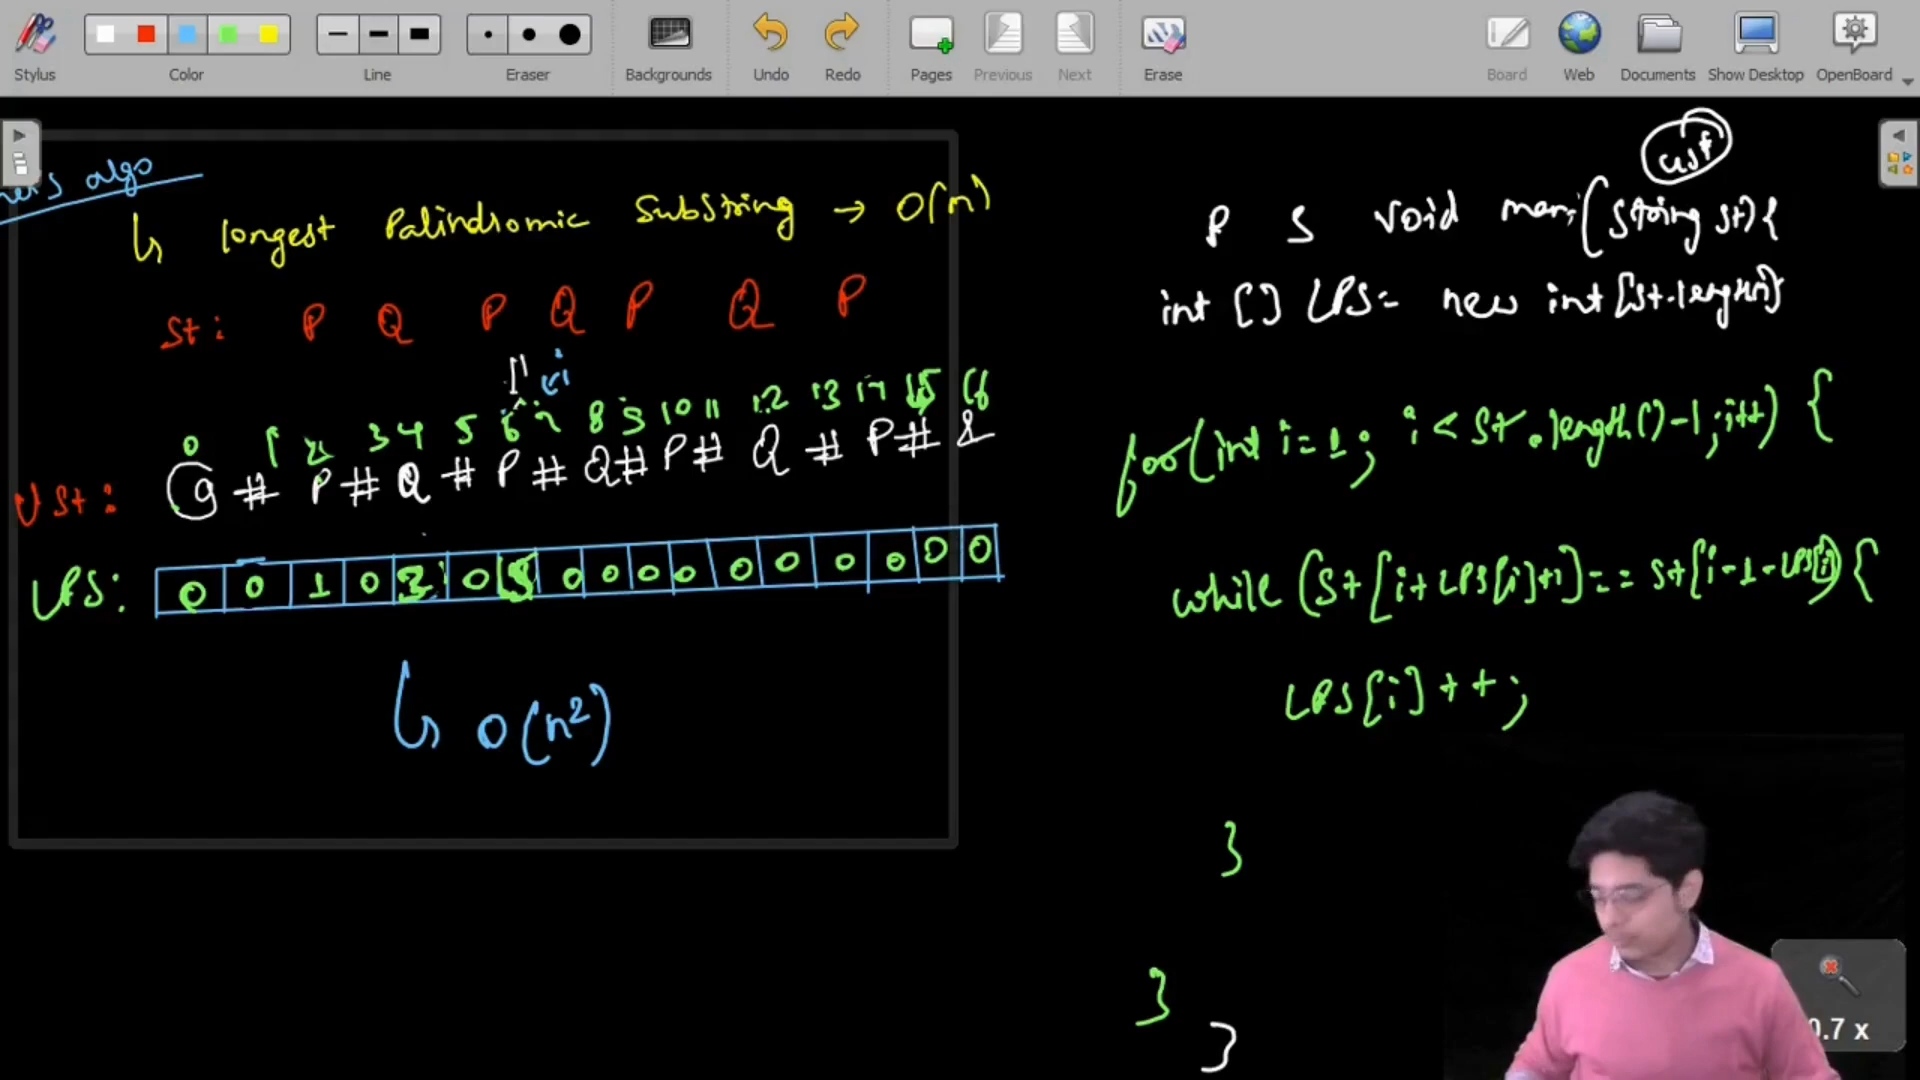 Stylus Color Line Eraser Backgrounds Undo Redo Pages Previous Next Erase Board Web Documents Show Desktop OpenBoard
algo
↳ longest Palindromic Substring → O(n)
St: P Q P Q P Q P
0 1 2 3 4 5 6 7 8 9 10 11 12 13 14 15 16
USt: @ # P # Q # P # Q # P # Q # P # &
LPS: 0 0 1 0 3 0 5 0 0 0 0 0 0 0 0 0 0
↳ O(n²)
ust
P S void man(String st){
int [] LPS = new int [st.length()]
for(int i=1; i<st.length()-1; i++) {
while (St[i+LPS[i]+1] == st[i-1-LPS[i]) {
LPS[i]++;
}
}
}
0.7 x